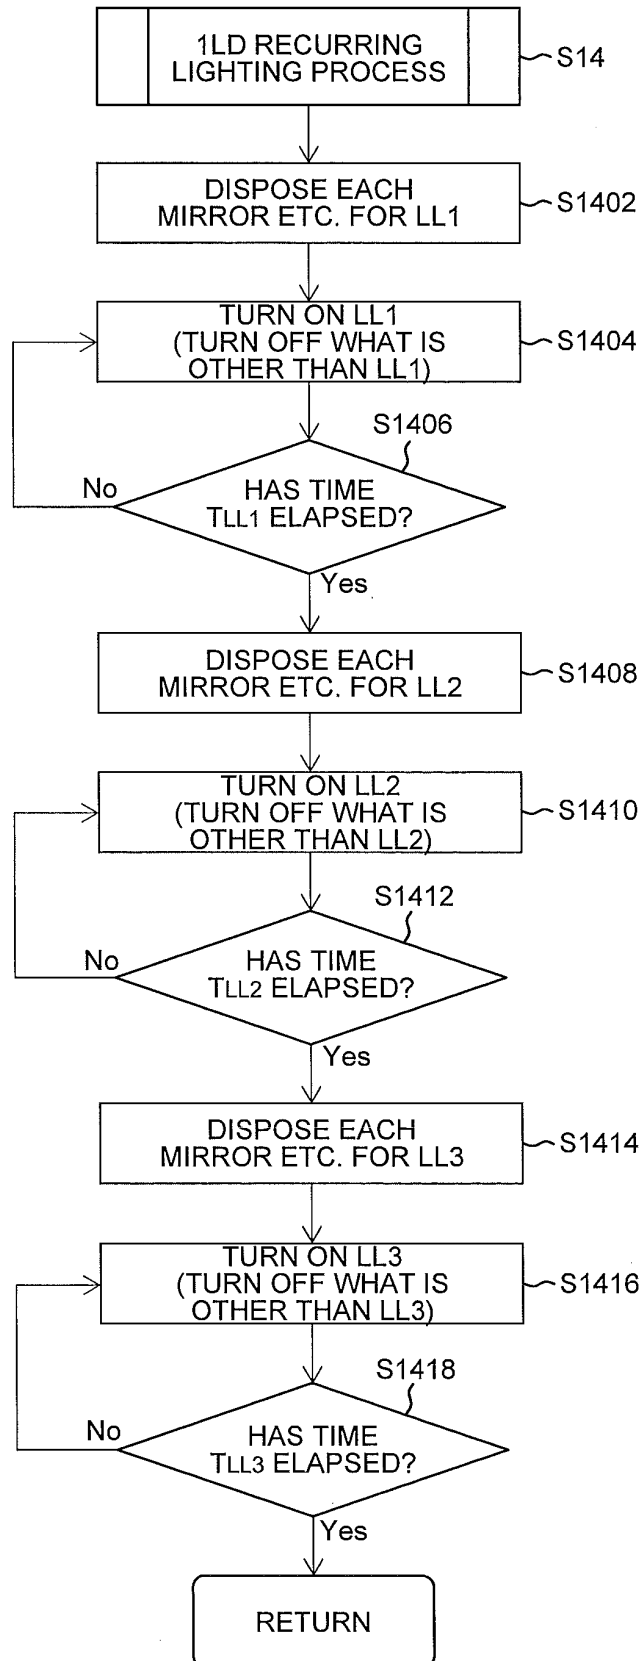 1LD RECURRING
LIGHTING PROCESS
S14
DISPOSE EACH
MIRROR ETC. FOR LL1
S1402
TURN ON LL1
(TURN OFF WHAT IS
OTHER THAN LL1)
S1404
S1406
No
HAS TIME
TLL1 ELAPSED?
Yes
DISPOSE EACH
MIRROR ETC. FOR LL2
S1408
TURN ON LL2
(TURN OFF WHAT IS
OTHER THAN LL2)
S1410
S1412
No
HAS TIME
TLL2 ELAPSED?
Yes
DISPOSE EACH
MIRROR ETC. FOR LL3
S1414
TURN ON LL3
(TURN OFF WHAT IS
OTHER THAN LL3)
S1416
S1418
No
HAS TIME
TLL3 ELAPSED?
Yes
RETURN